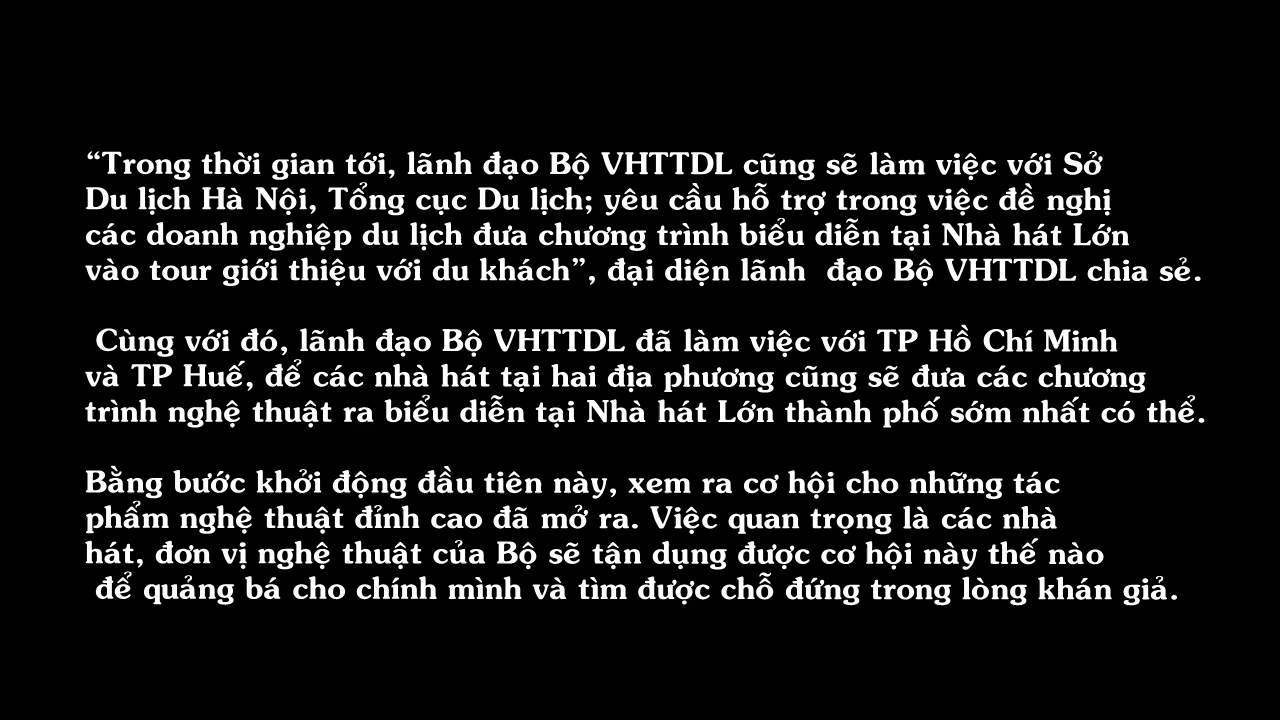 “Trong thời gian tới, lãnh đạo Bộ VHTTDL cũng sẽ làm việc với Sở
Du lịch Hà Nội, Tổng cục Du lịch; yêu cầu hỗ trợ trong việc đề nghị
các doanh nghiệp du lịch đưa chương trình biểu diễn tại Nhà hát Lớn
vào tour giới thiệu với du khách”, đại diện lãnh  đạo Bộ VHTTDL chia sẻ.
Cùng với đó, lãnh đạo Bộ VHTTDL đã làm việc với TP Hồ Chí Minh
và TP Huế, để các nhà hát tại hai địa phương cũng sẽ đưa các chương
trình nghệ thuật ra biểu diễn tại Nhà hát Lớn thành phố sớm nhất có thể.
Bằng bước khởi động đầu tiên này, xem ra cơ hội cho những tác
phẩm nghệ thuật đỉnh cao đã mở ra. Việc quan trọng là các nhà
hát, đơn vị nghệ thuật của Bộ sẽ tận dụng được cơ hội này thế nào
để quảng bá cho chính mình và tìm được chỗ đứng trong lòng khán giả.